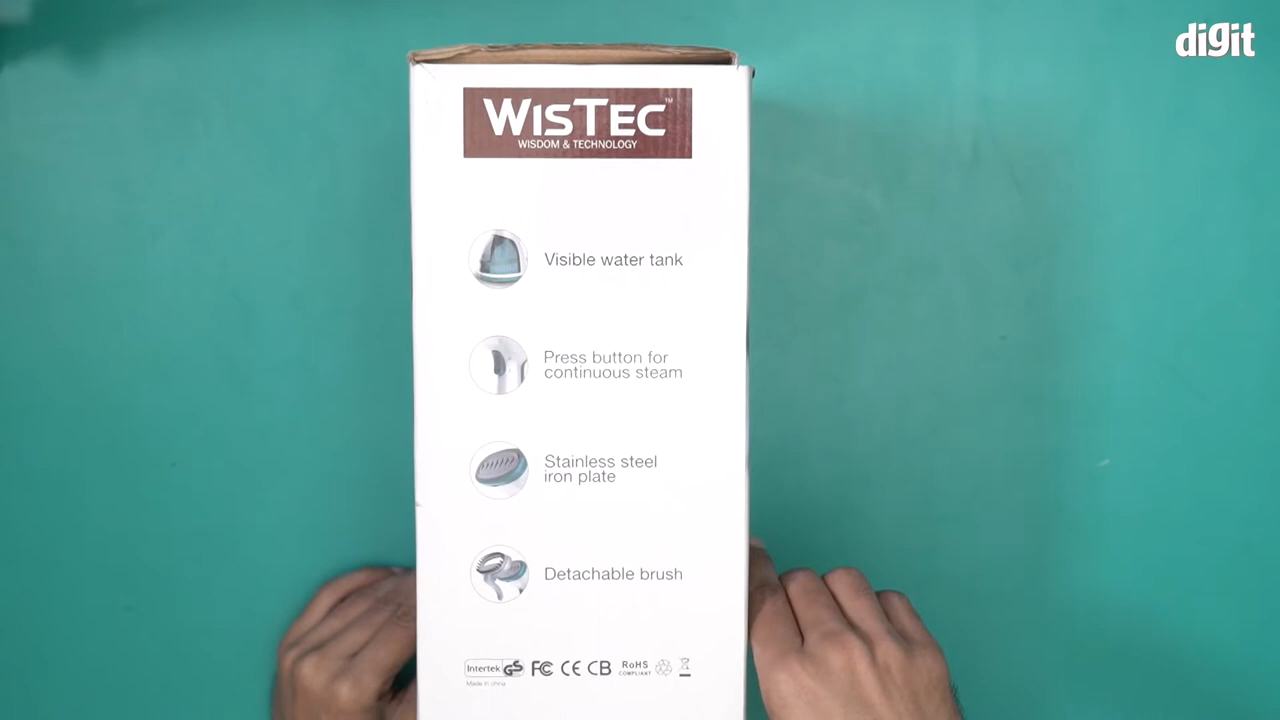 digit
WISTEC™
WISDOM & TECHNOLOGY
Visible water tank
Press button for
continuous steam
Stainless steel
iron plate
Detachable brush
Intertek GS FC CE CB RoHS
COMPLIANT
Made in china